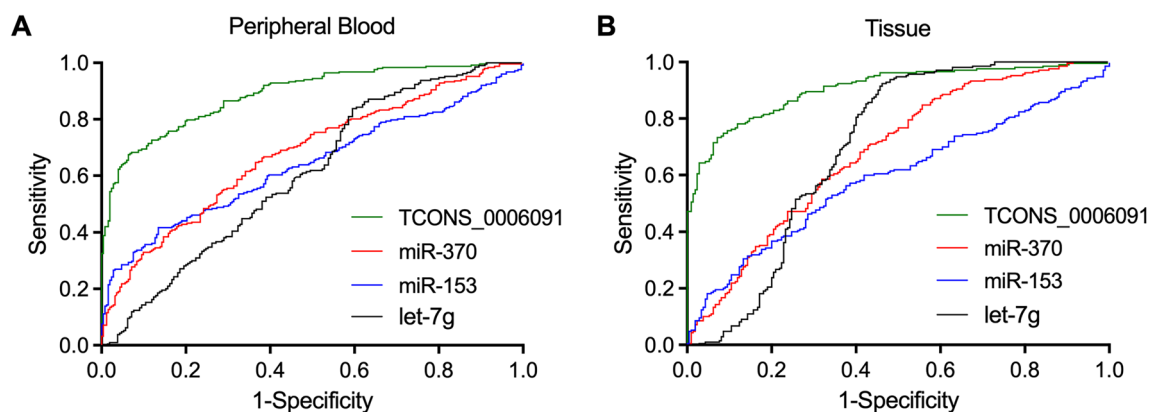 A
Peripheral Blood
Sensitivity
1.0
0.8
0.6
0.4
0.2
0.0
TCONS_0006091
miR-370
miR-153
let-7g
0.0 0.2 0.4 0.6 0.8 1.0
1-Specificity
B
Tissue
Sensitivity
1.0
0.8
0.6
0.4
0.2
0.0
TCONS_0006091
miR-370
miR-153
let-7g
0.0 0.2 0.4 0.6 0.8 1.0
1-Specificity